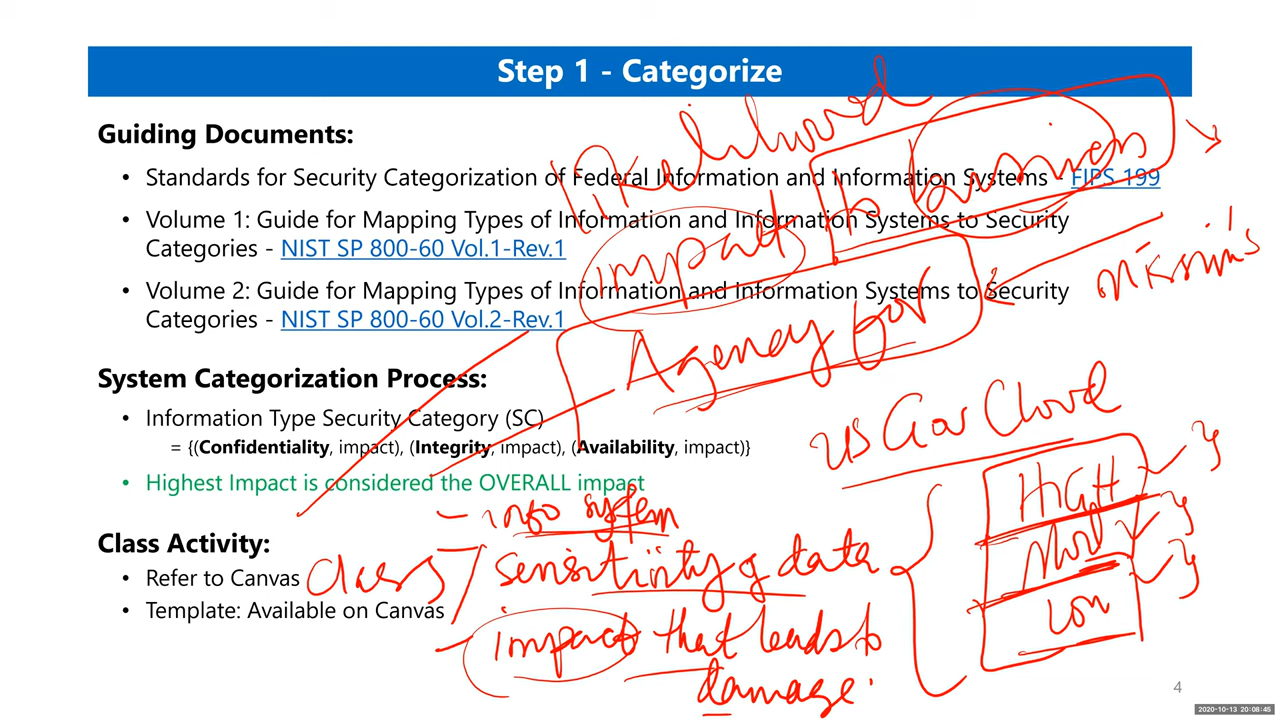 Step 1 - Categorize
Guiding Documents:
• Standards for Security Categorization of Federal Information and Information Systems - FIPS 199
• Volume 1: Guide for Mapping Types of Information and Information Systems to Security
Categories - NIST SP 800-60 Vol.1-Rev.1
• Volume 2: Guide for Mapping Types of Information and Information Systems to Security
Categories - NIST SP 800-60 Vol.2-Rev.1
System Categorization Process:
• Information Type Security Category (SC)
= {(Confidentiality, impact), (Integrity, impact), (Availability, impact)}
• Highest Impact is considered the OVERALL impact
Class Activity:
• Refer to Canvas
• Template: Available on Canvas
likelihood
impact to business
Agency for
US Gov Cloud
HIGH
Mod
Low
- info system
class
sensitivity of data
- impact that leads to
damage.
4
2020-10-13 20:08:45